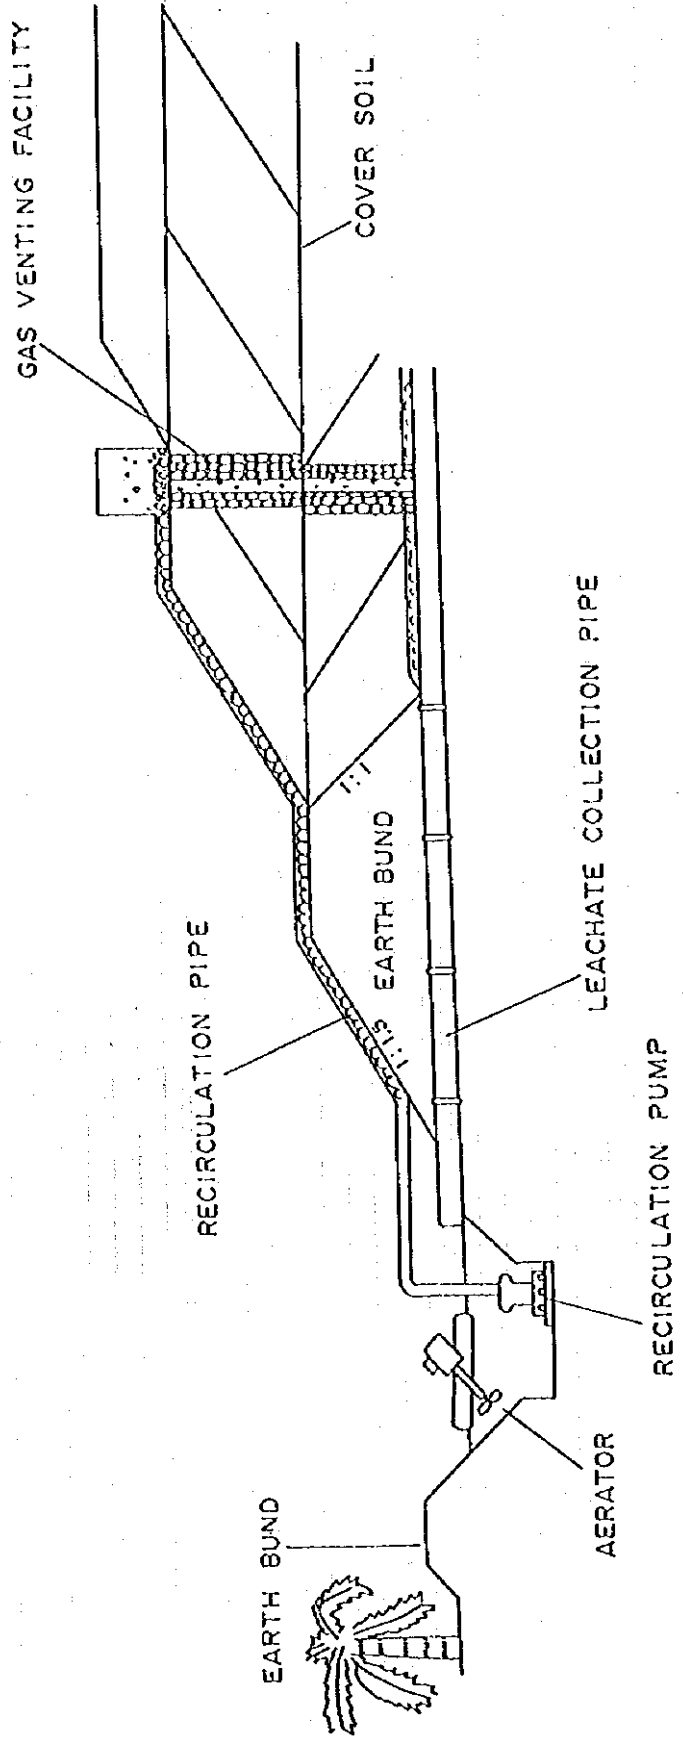 GAS VENTING FACILITY
COVER SOIL
RECIRCULATION PIPE
1:1
EARTH BUND
1:1.5
LEACHATE COLLECTION PIPE
RECIRCULATION PUMP
EARTH BUND
AERATOR